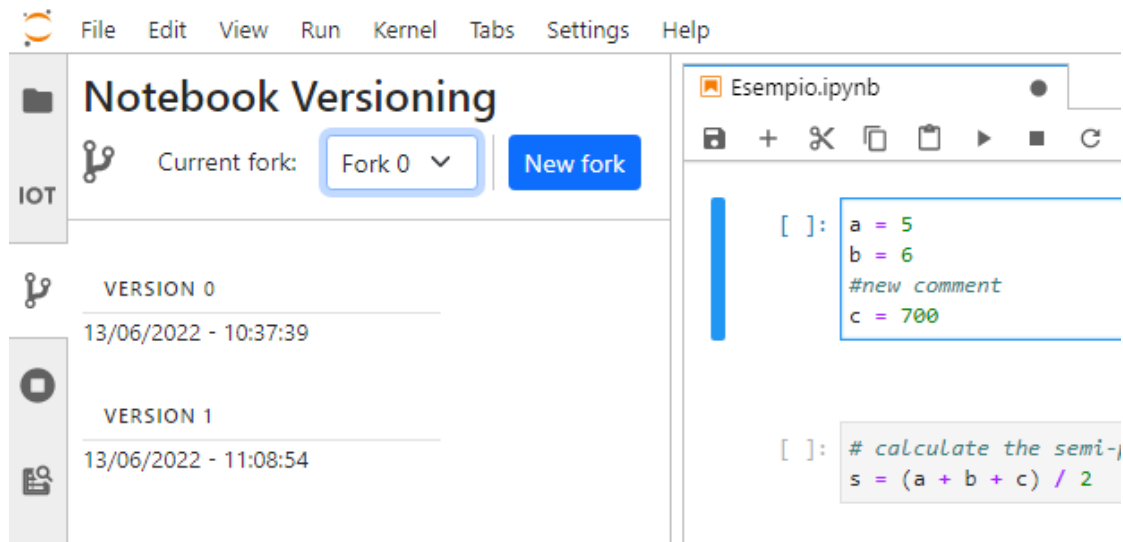 File Edit View Run Kernel Tabs Settings Help
Notebook Versioning
Current fork: Fork 0 New fork
IOT
VERSION 0
13/06/2022 - 10:37:39
VERSION 1
13/06/2022 - 11:08:54
Esempio.ipynb
[ ]: a = 5
b = 6
#new comment
c = 700
[ ]: # calculate the semi-
s = (a + b + c) / 2